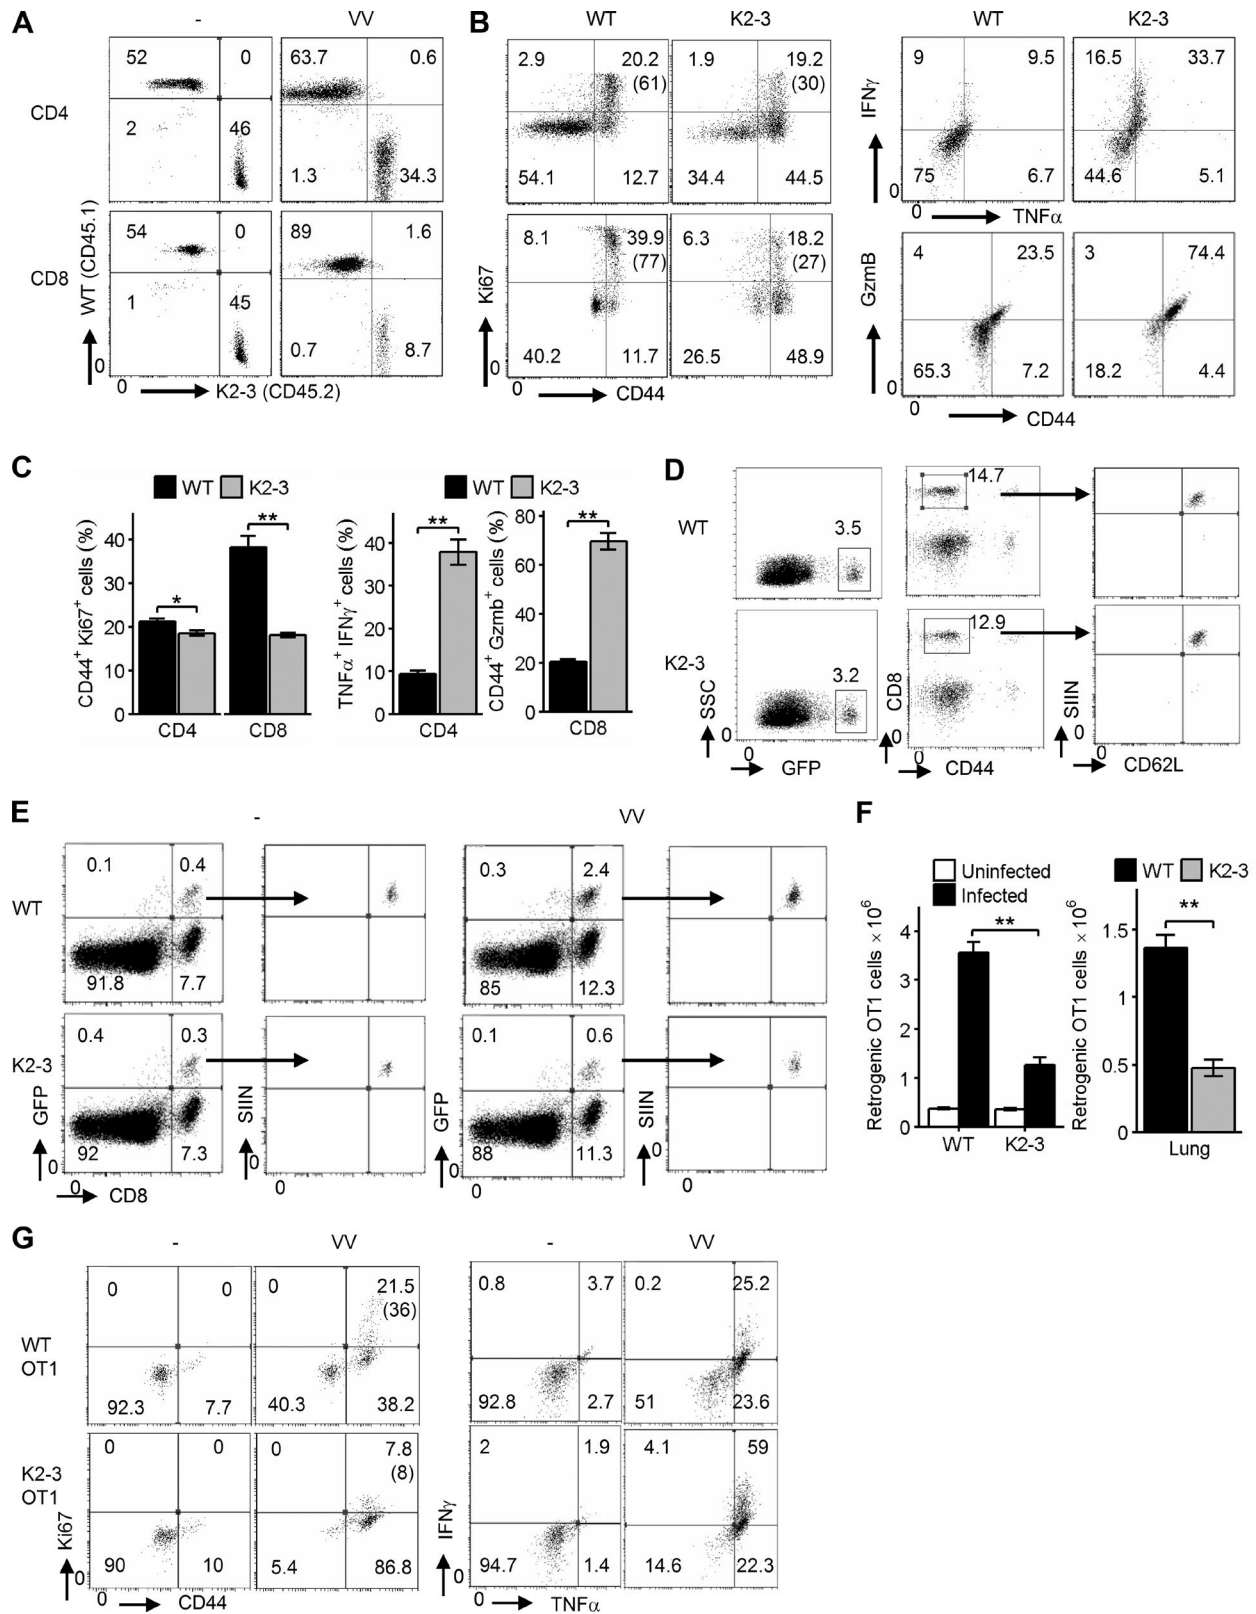 A
-
VV
CD4
52
0
2
46
63.7
0.6
1.3
34.3
CD8
54
0
1
45
89
1.6
0.7
8.7
WT (CD45.1)
0
0
K2-3 (CD45.2)
B
WT
K2-3
2.9
20.2
(61)
54.1
12.7
1.9
19.2
(30)
34.4
44.5
8.1
39.9
(77)
40.2
11.7
6.3
18.2
(27)
26.5
48.9
Ki67
0
0
CD44
WT
K2-3
9
9.5
75
6.7
16.5
33.7
44.6
5.1
IFNγ
0
0
TNFα
4
23.5
65.3
7.2
3
74.4
18.2
4.4
GzmB
0
0
CD44
C
WT
K2-3
CD44+ Ki67+ cells (%)
40
30
20
10
0
*
**
CD4
CD8
WT
K2-3
TNFα+ IFNγ+ cells (%)
40
30
20
10
0
**
CD4
CD44+ Gzmb+ cells (%)
80
60
40
20
0
**
CD8
D
WT
3.5
14.7
K2-3
3.2
12.9
SSC
0
0
GFP
CD8
0
0
CD44
SIIN
0
0
CD62L
E
-
VV
WT
0.1
0.4
91.8
7.7
0.3
2.4
85
12.3
K2-3
0.4
0.3
92
7.3
0.1
0.6
88
11.3
GFP
0
0
CD8
SIIN
0
0
GFP
0
0
SIIN
0
0
F
Uninfected
Infected
Retrogenic OT1 cells × 10^6
4
3
2
1
0
**
WT
K2-3
WT
K2-3
Retrogenic OT1 cells × 10^6
1.5
1
0.5
0
**
Lung
G
-
VV
-
VV
WT
OT1
0
0
92.3
7.7
0
21.5
(36)
40.3
38.2
0.8
3.7
92.8
2.7
0.2
25.2
51
23.6
K2-3
OT1
0
0
90
10
0
7.8
(8)
5.4
86.8
2
1.9
94.7
1.4
4.1
59
14.6
22.3
Ki67
0
0
CD44
IFNγ
0
0
TNFα